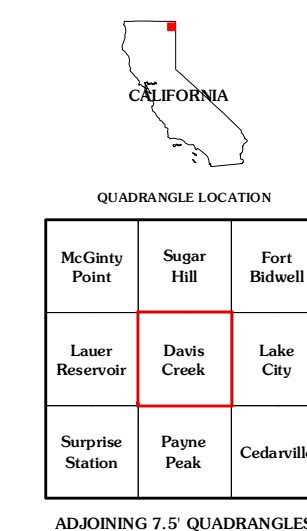 CALIFORNIA
QUADRANGLE LOCATION
McGinty
Point
Sugar
Hill
Fort
Bidwell
Lauer
Reservoir
Davis
Creek
Lake
City
Surprise
Station
Payne
Peak
Cedarville
ADJOINING 7.5' QUADRANGLES